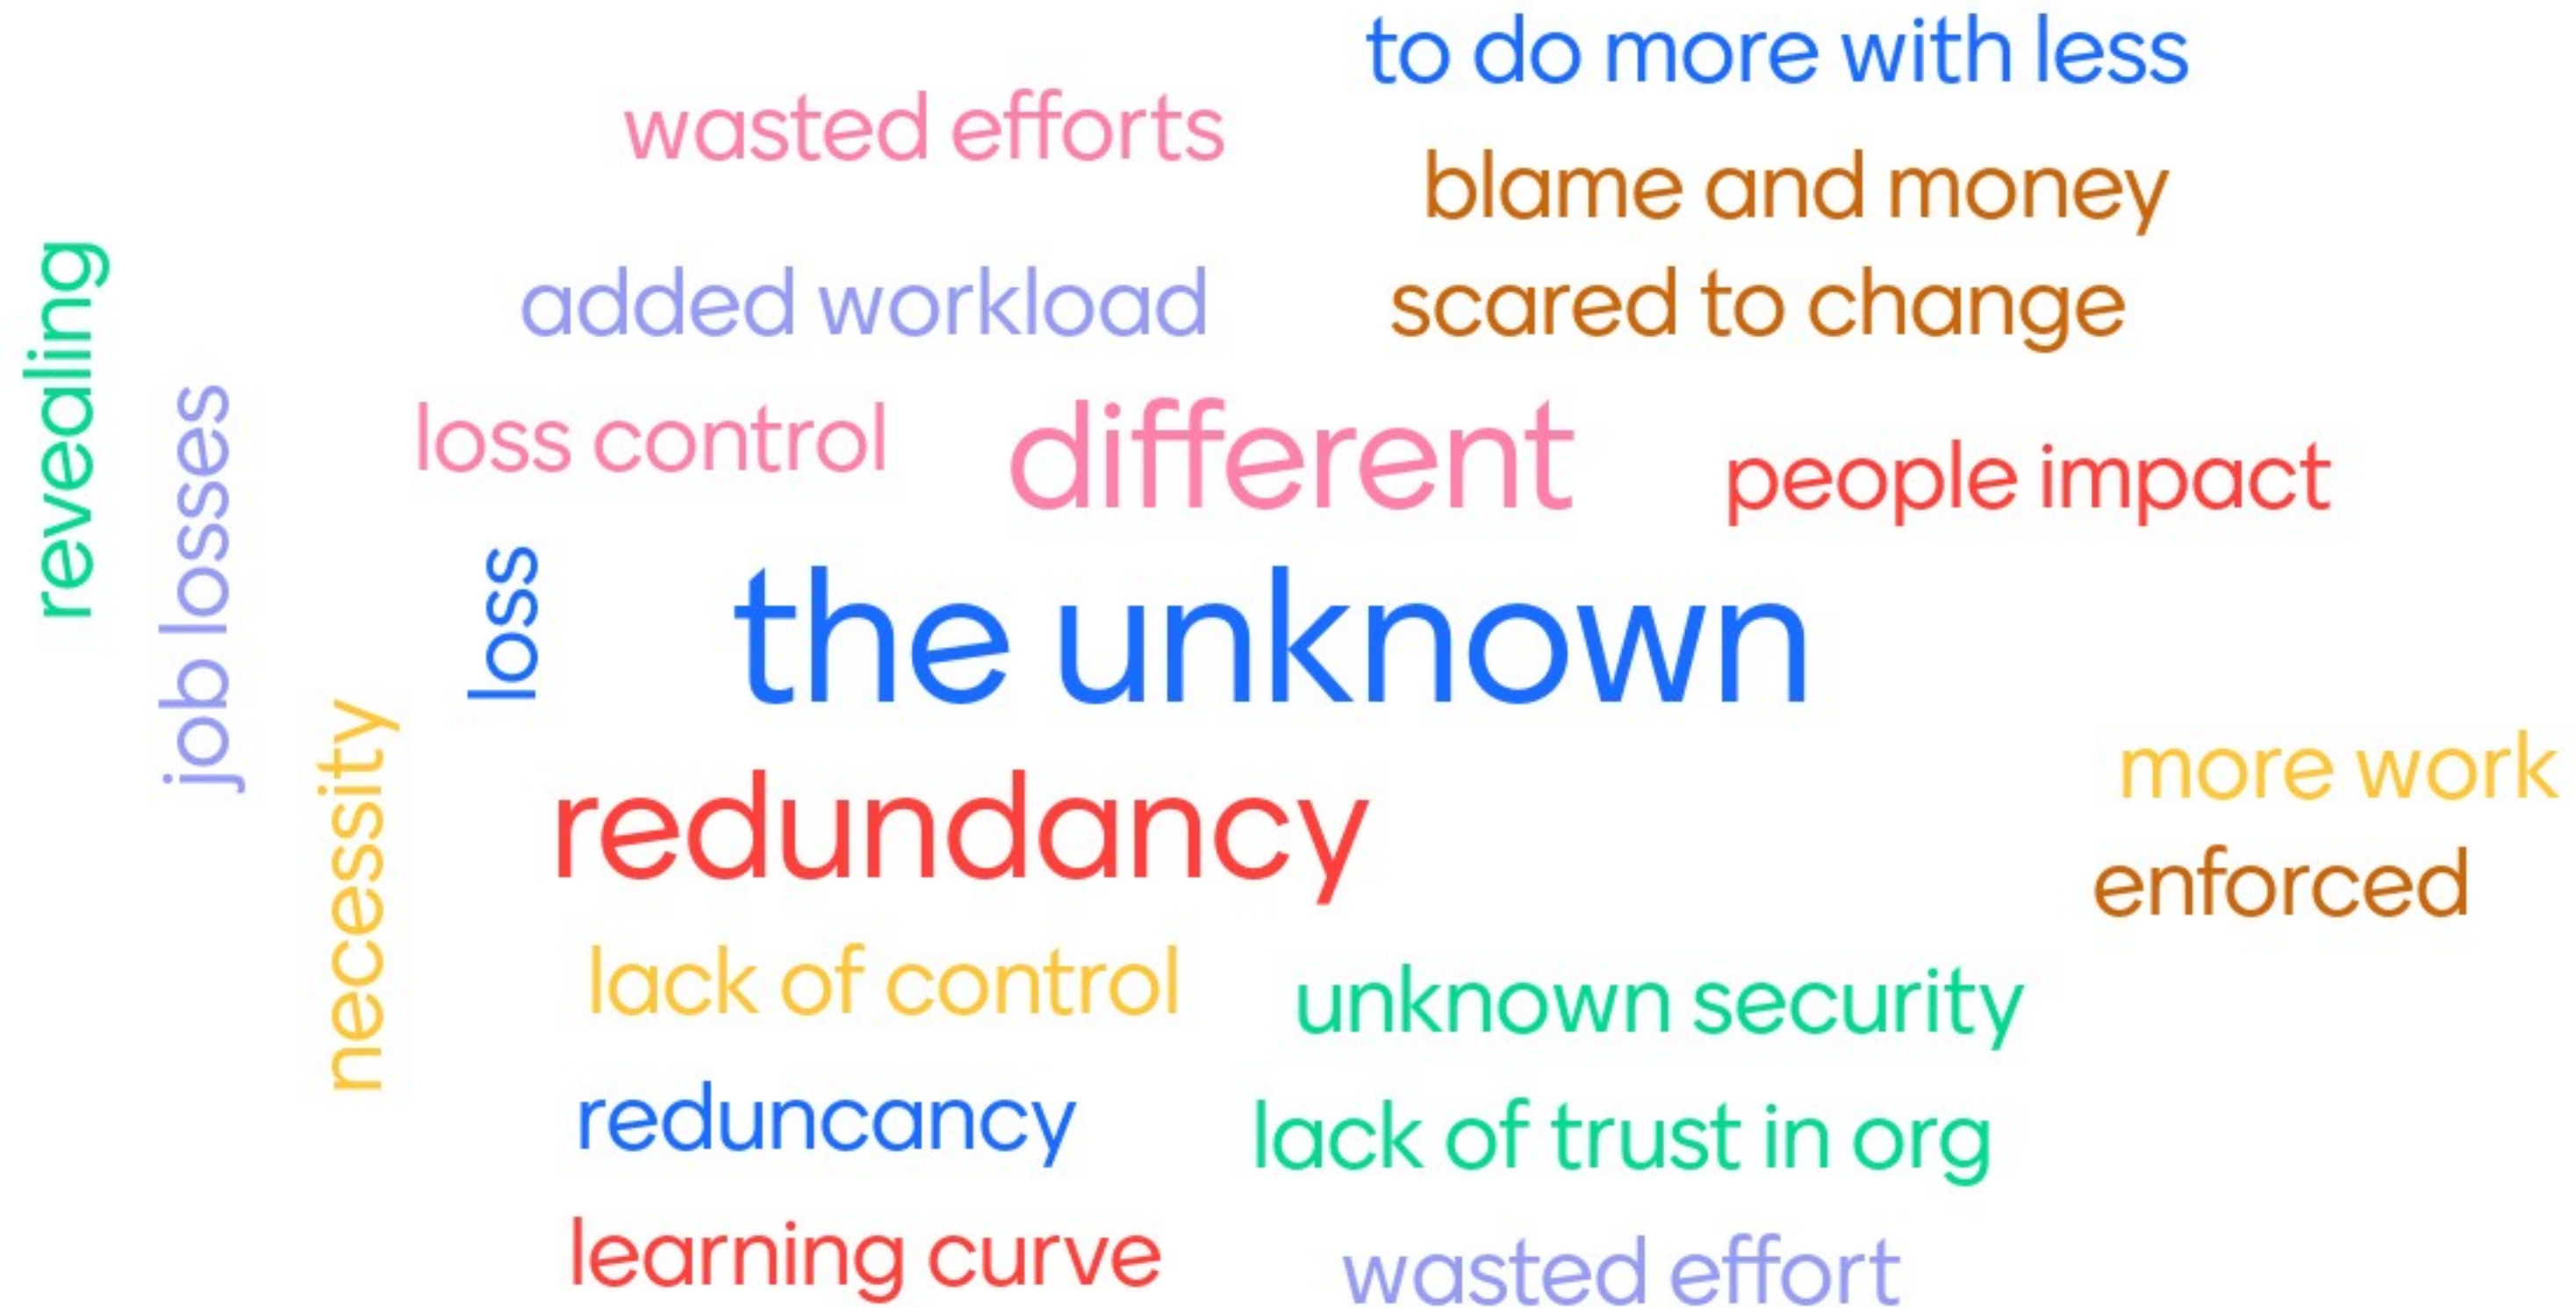 to do more with less
wasted efforts
blame and money
revealing
added workload
scared to change
job losses
loss control
different
people impact
loss
the unknown
necessity
more work
redundancy
enforced
lack of control
unknown security
reduncancy
lack of trust in org
learning curve
wasted effort